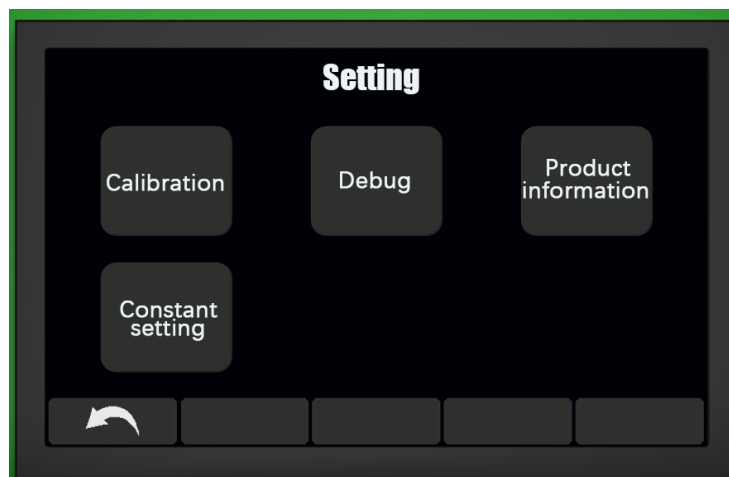 Setting
Calibration
Debug
Product
information
Constant
setting